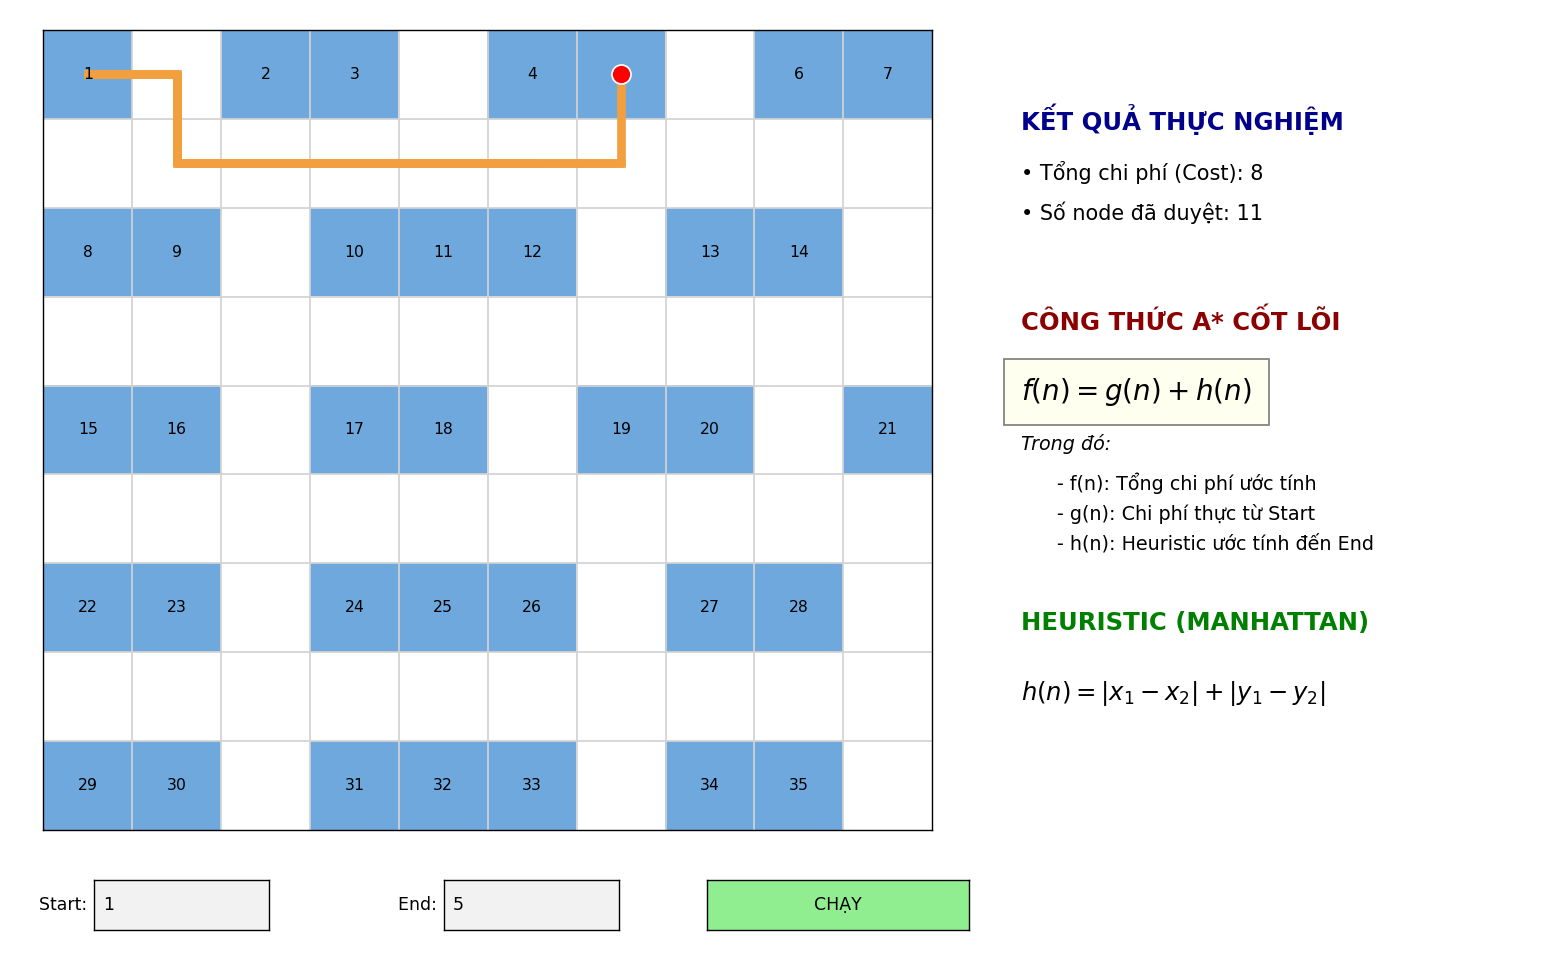 1 2 3 4 6 7
8 9 10 11 12 13 14
15 16 17 18 19 20 21
22 23 24 25 26 27 28
29 30 31 32 33 34 35
KẾT QUẢ THỰC NGHIỆM
• Tổng chi phí (Cost): 8
• Số node đã duyệt: 11
CÔNG THỨC A* CỐT LÕI
f(n) = g(n) + h(n)
Trong đó:
- f(n): Tổng chi phí ước tính
- g(n): Chi phí thực từ Start
- h(n): Heuristic ước tính đến End
HEURISTIC (MANHATTAN)
h(n) = |x₁ − x₂| + |y₁ − y₂|
Start: 1 End: 5 CHẠY